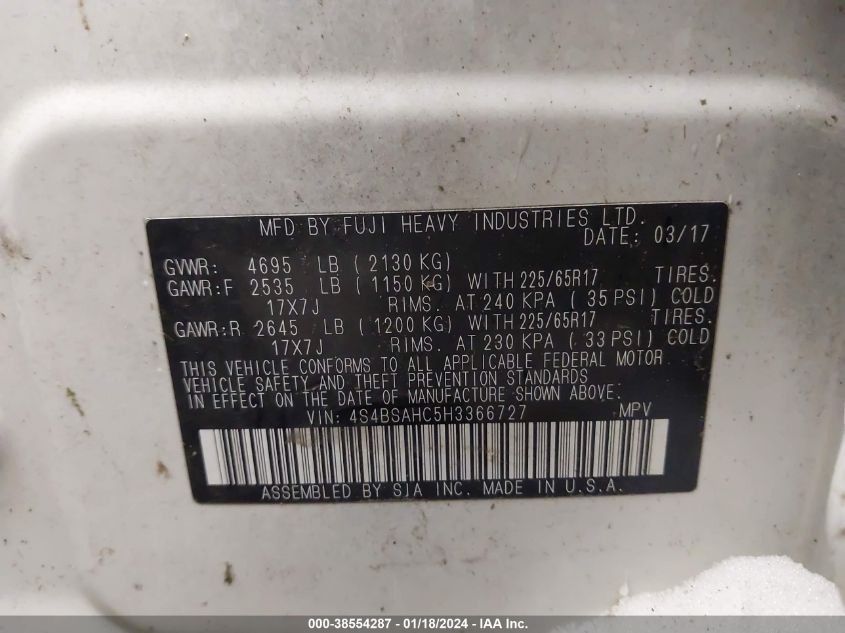 MFD BY FUJI HEAVY INDUSTRIES LTD.
DATE: 03/17
GVWR: 4695 LB ( 2130 KG)
GAWR:F 2535 LB ( 1150 KG) WITH 225/65R17 TIRES.
17X7J RIMS. AT 240 KPA ( 35 PSI) COLD
GAWR:R 2645 LB ( 1200 KG) WITH 225/65R17 TIRES.
17X7J RIMS. AT 230 KPA ( 33 PSI) COLD
THIS VEHICLE CONFORMS TO ALL APPLICABLE FEDERAL MOTOR
VEHICLE SAFETY AND THEFT PREVENTION STANDARDS
IN EFFECT ON THE DATE OF MANUFACTURE SHOWN ABOVE.
VIN: 4S4BSAHC5H3366727 MPV
ASSEMBLED BY SIA INC. MADE IN U.S.A.
000-38554287 - 01/18/2024 - IAA Inc.